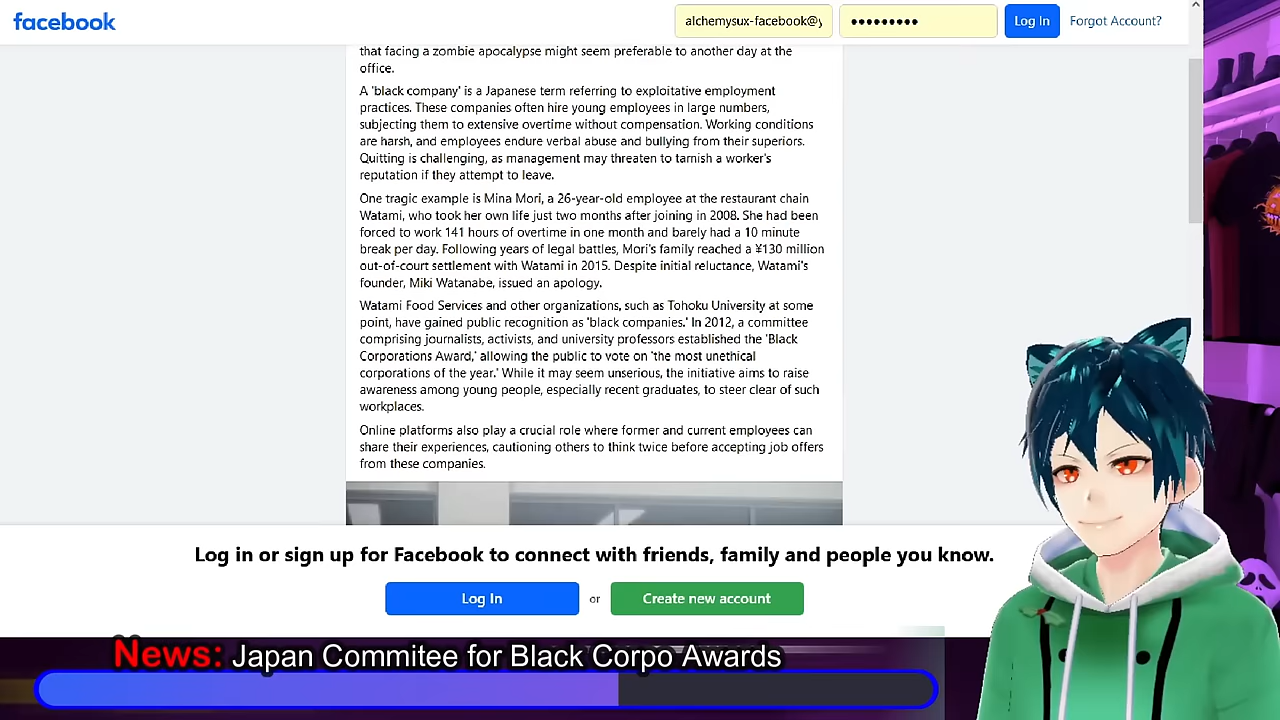 facebook
alchemysux-facebook@y
Log In
Forgot Account?
that facing a zombie apocalypse might seem preferable to another day at the
office.
A 'black company' is a Japanese term referring to exploitative employment
practices. These companies often hire young employees in large numbers,
subjecting them to extensive overtime without compensation. Working conditions
are harsh, and employees endure verbal abuse and bullying from their superiors.
Quitting is challenging, as management may threaten to tarnish a worker's
reputation if they attempt to leave.
One tragic example is Mina Mori, a 26-year-old employee at the restaurant chain
Watami, who took her own life just two months after joining in 2008. She had been
forced to work 141 hours of overtime in one month and barely had a 10 minute
break per day. Following years of legal battles, Mori's family reached a ¥130 million
out-of-court settlement with Watami in 2015. Despite initial reluctance, Watami's
founder, Miki Watanabe, issued an apology.
Watami Food Services and other organizations, such as Tohoku University at some
point, have gained public recognition as 'black companies.' In 2012, a committee
comprising journalists, activists, and university professors established the 'Black
Corporations Award,' allowing the public to vote on 'the most unethical
corporations of the year.' While it may seem unserious, the initiative aims to raise
awareness among young people, especially recent graduates, to steer clear of such
workplaces.
Online platforms also play a crucial role where former and current employees can
share their experiences, cautioning others to think twice before accepting job offers
from these companies.
Log in or sign up for Facebook to connect with friends, family and people you know.
Log In
or
Create new account
News: Japan Commitee for Black Corpo Awards